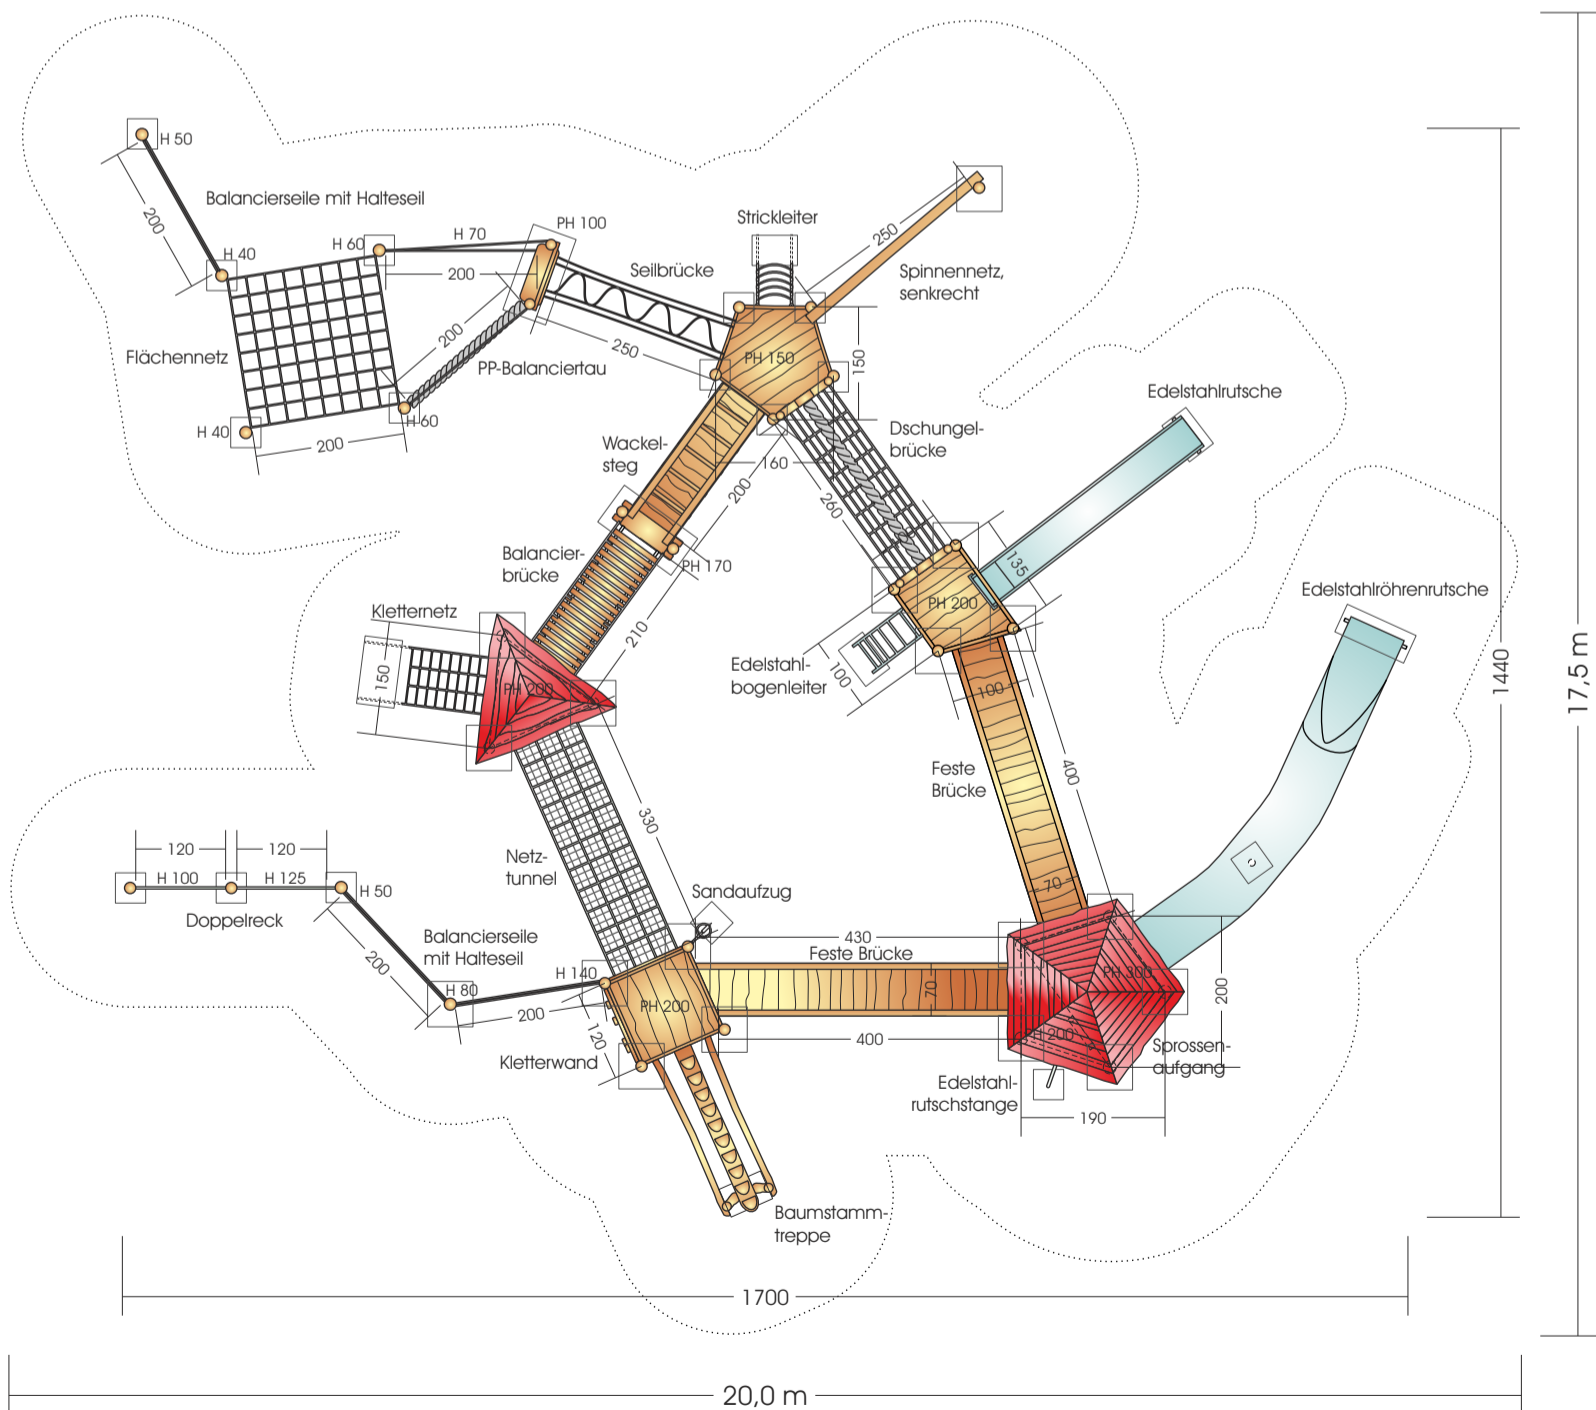 H 50
Balancierseile mit Halteseil
200
H 40
H 60
H 70
PH 100
200
Seilbrücke
Strickleiter
250
Spinnennetz,
senkrecht
Flächennetz
200
250
PP-Balanciertau
PH 150
150
H 40
H 60
200
Wackel-
steg
160
200
260
Dschungel-
brücke
Edelstahlrutsche
Balancier-
brücke
PH 170
135
PH 200
Edelstahlröhrenrutsche
Kletternetz
150
PH 200
210
Edelstahl-
bogenleiter
100
100
1440
17,5 m
Feste
Brücke
400
330
Netz-
tunnel
120
120
H 100
H 125
H 50
Doppelreck
Sandaufzug
70
200
Balancierseile
mit Halteseil
430
Feste Brücke
H 140
H 80
200
PH 200
70
PH 300
200
120
400
PH 200
Kletterwand
Sprossen-
aufgang
Edelstahl-
rutschstange
190
Baumstamm-
treppe
1700
20,0 m